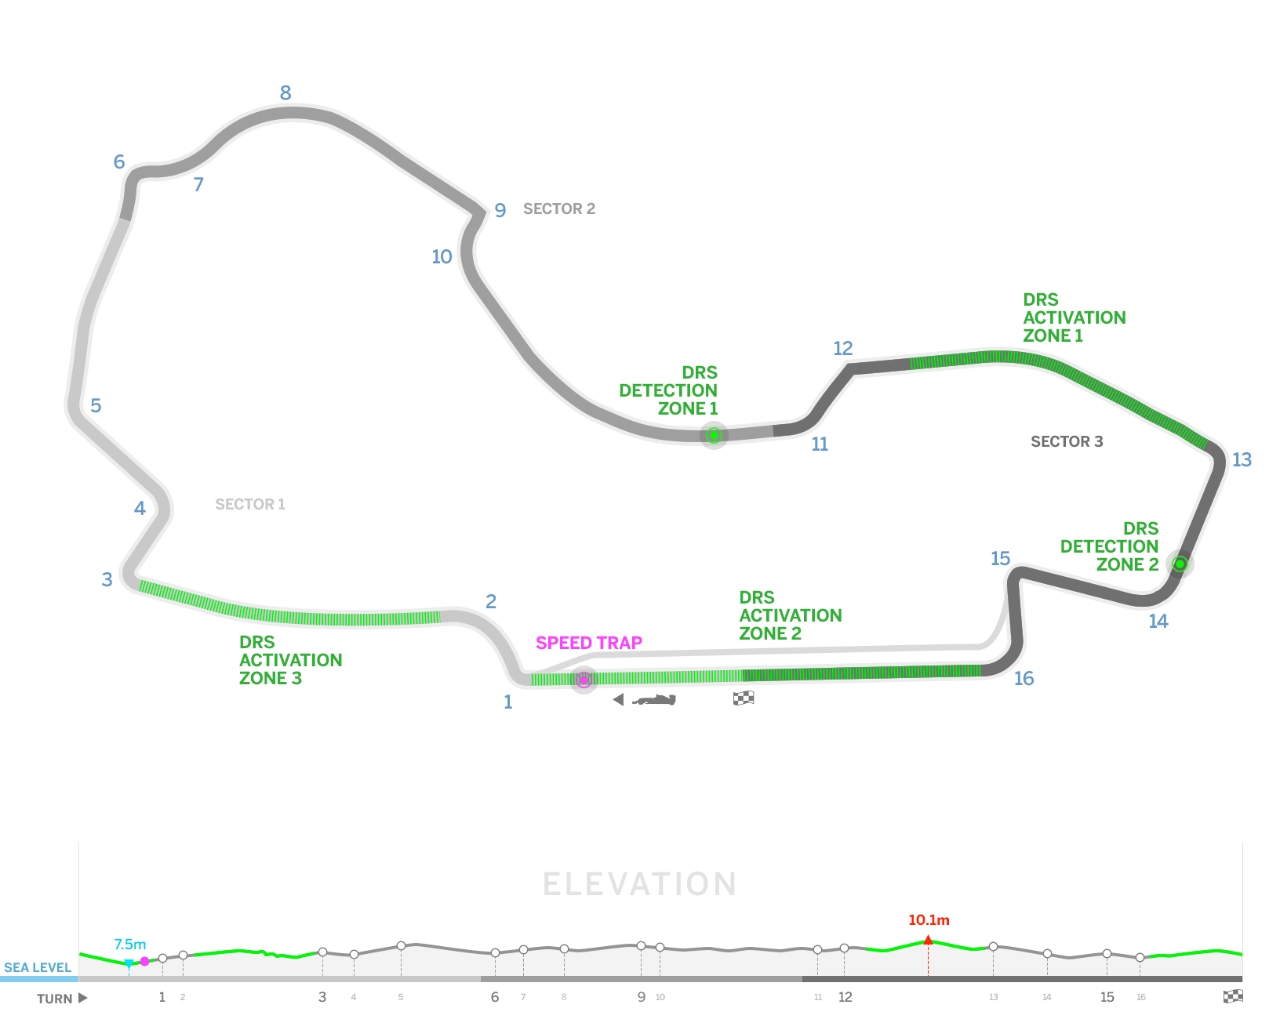 8
6
7
9
SECTOR 2
10
DRS
ACTIVATION
ZONE 1
12
DRS
DETECTION
ZONE 1
5
11
SECTOR 3
13
4
SECTOR 1
DRS
DETECTION
ZONE 2
15
3
2
DRS
ACTIVATION
ZONE 2
14
SPEED TRAP
DRS
ACTIVATION
ZONE 3
16
1
ELEVATION
7.5m
10.1m
SEA LEVEL
TURN 1 2 3 4 5 6 7 8 9 10 11 12 13 14 15 16